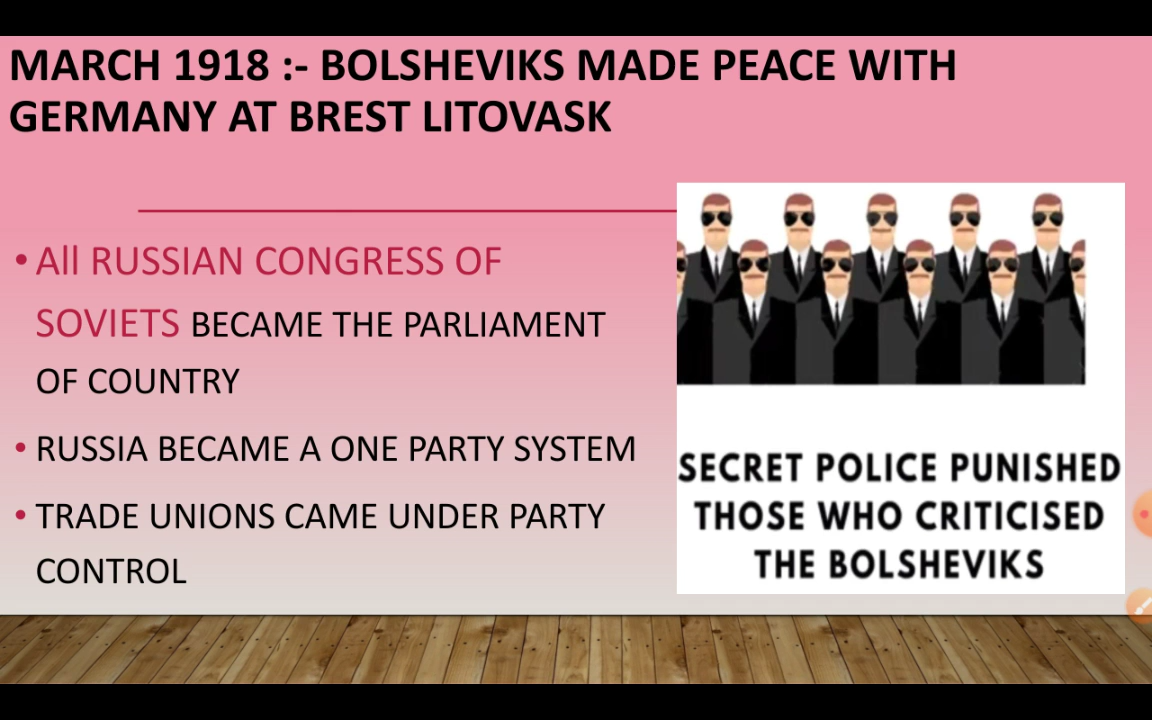 MARCH 1918 :- BOLSHEVIKS MADE PEACE WITH
GERMANY AT BREST LITOVASK
• All RUSSIAN CONGRESS OF
SOVIETS BECAME THE PARLIAMENT
OF COUNTRY
• RUSSIA BECAME A ONE PARTY SYSTEM
• TRADE UNIONS CAME UNDER PARTY
CONTROL
SECRET POLICE PUNISHED
THOSE WHO CRITICISED
THE BOLSHEVIKS